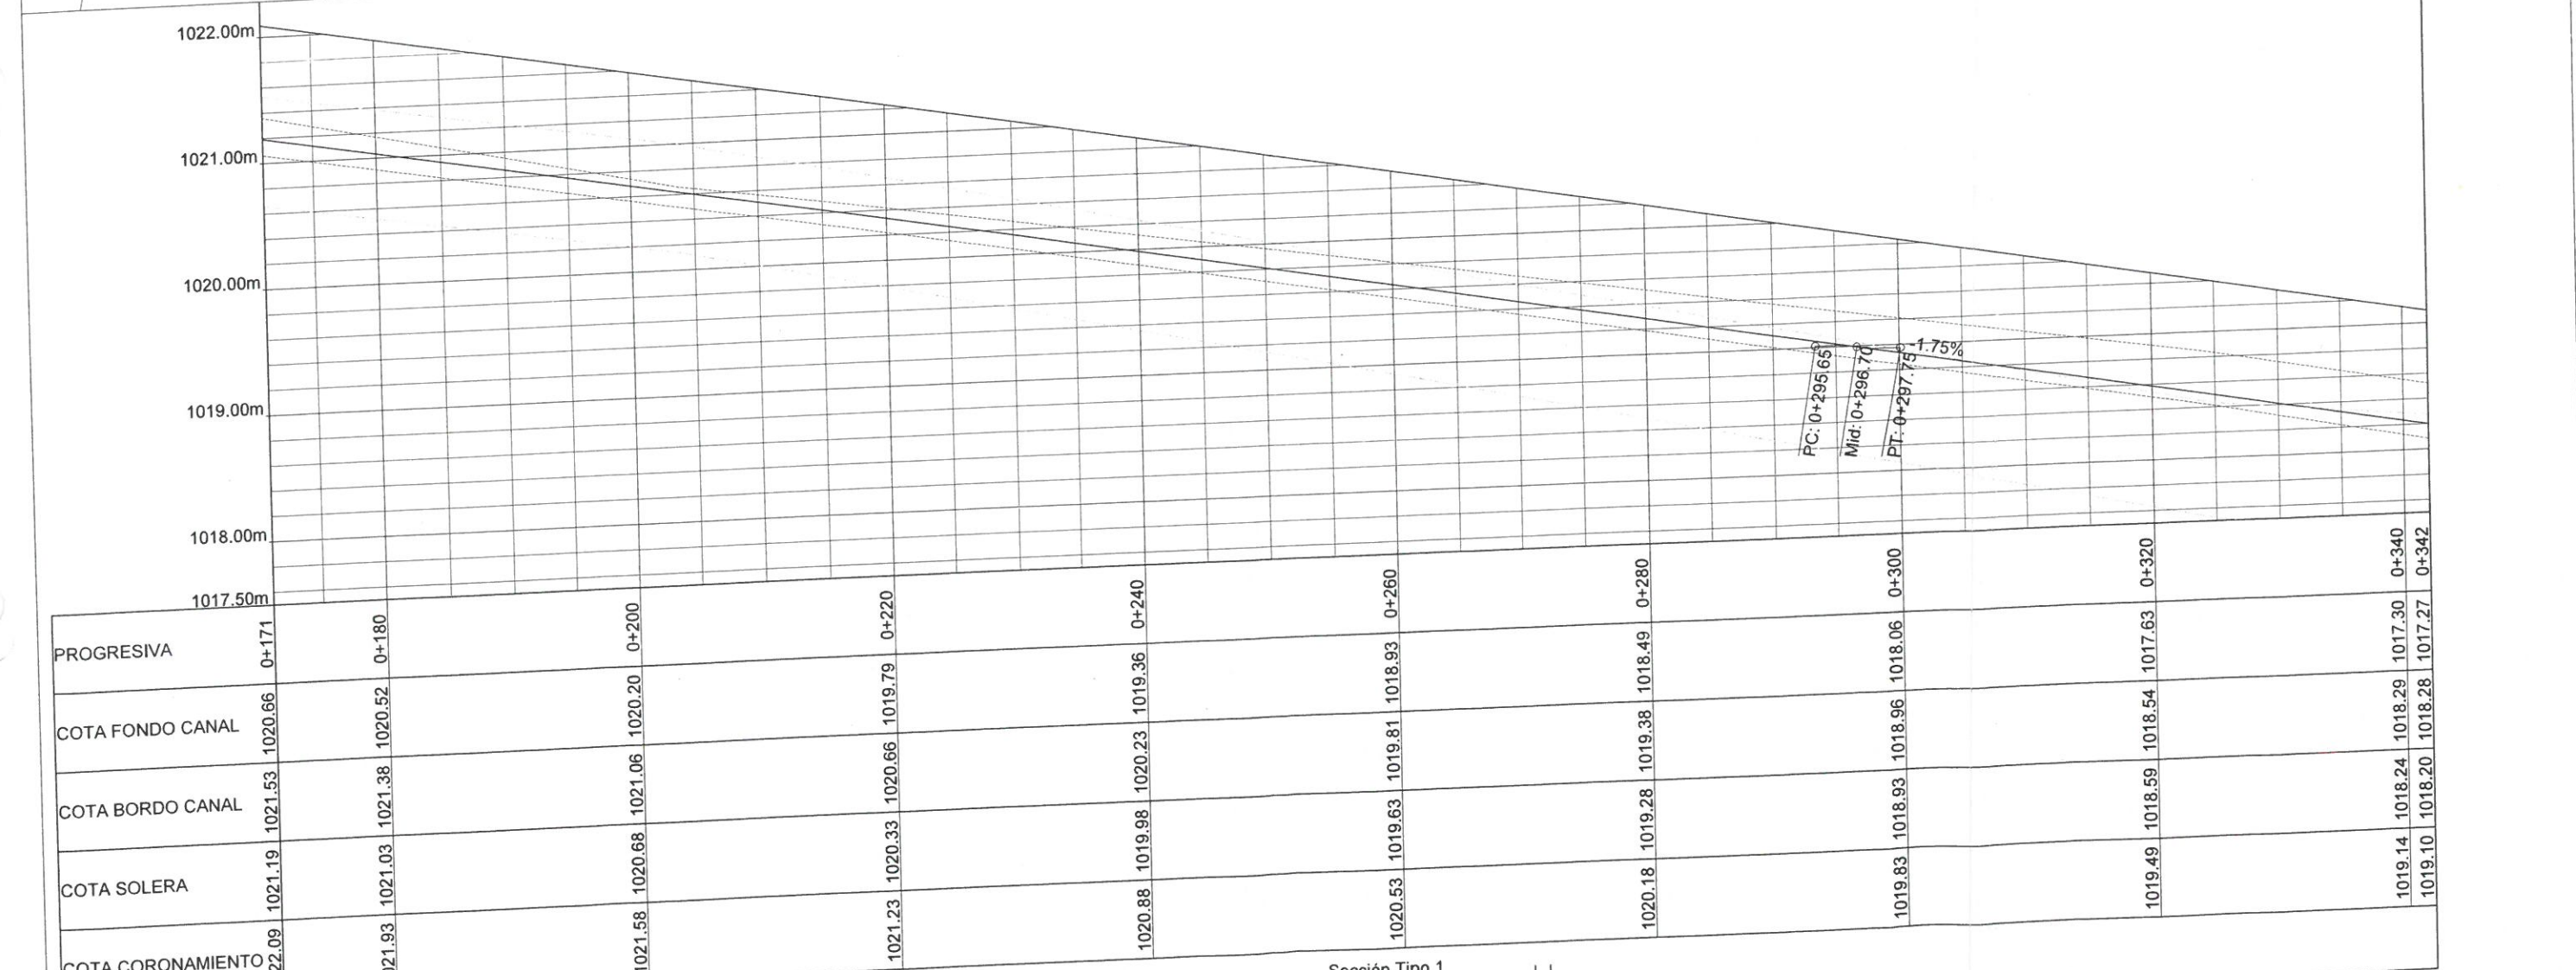 1022.00m
1021.00m
1020.00m
1019.00m
1018.00m
1017.50m
-1.75%
PC: 0+295.65
Mid: 0+296.70
PT: 0+297.75
PROGRESIVA 0+171 0+180 0+200 0+220 0+240 0+260 0+280 0+300 0+320 0+340 0+342
COTA FONDO CANAL 1020.66 1020.52 1020.20 1019.79 1019.36 1018.93 1018.49 1018.06 1017.63 1017.30 1017.27
COTA BORDO CANAL 1021.53 1021.38 1021.06 1020.66 1020.23 1019.81 1019.38 1018.96 1018.54 1018.29 1018.28
COTA SOLERA 1021.19 1021.03 1020.68 1020.33 1019.98 1019.63 1019.28 1018.93 1018.59 1018.24 1018.20
COTA CORONAMIENTO 22.09 021.93 1021.58 1021.23 1020.88 1020.53 1020.18 1019.83 1019.49 1019.14 1019.10
Sección Tipo 1